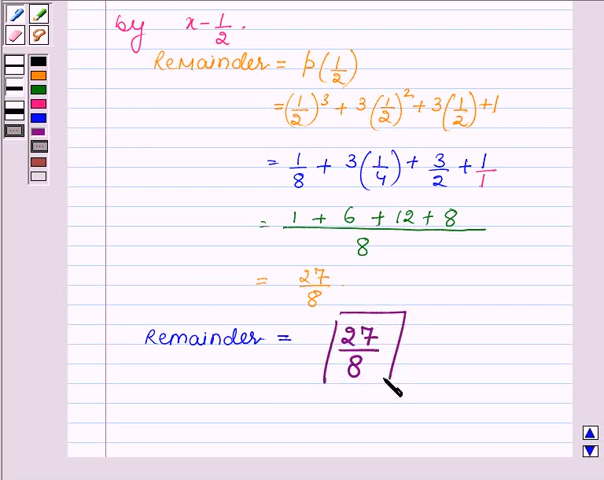 by x - 1/2.
Remainder = p(1/2)
= (1/2)^3 + 3(1/2)^2 + 3(1/2) + 1
= 1/8 + 3(1/4) + 3/2 + 1/1
= (1 + 6 + 12 + 8)/8
= 27/8
Remainder = 27/8